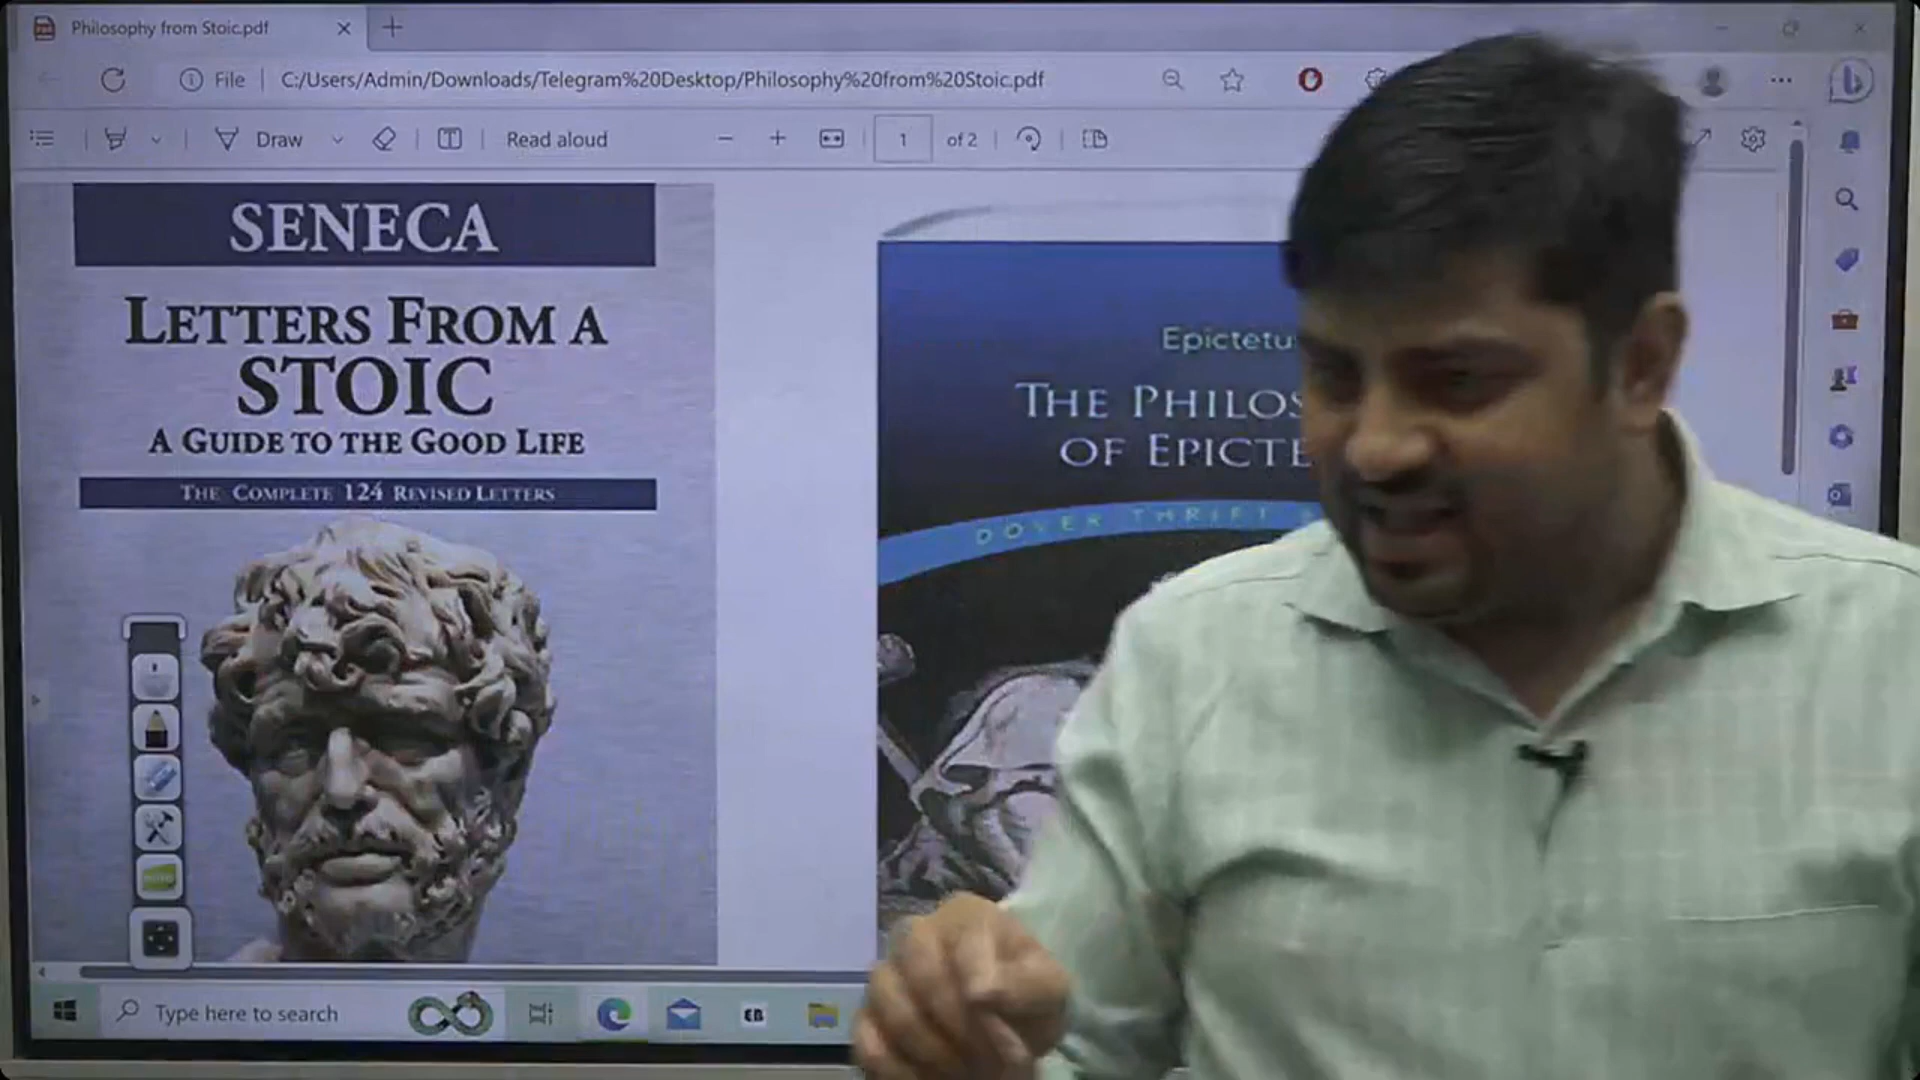 Philosophy from Stoic.pdf
File
C:/Users/Admin/Downloads/Telegram%20Desktop/Philosophy%20from%20Stoic.pdf
Draw
Read aloud
1
of 2
SENECA
LETTERS FROM A
STOIC
A GUIDE TO THE GOOD LIFE
THE COMPLETE 124 REVISED LETTERS
Epictetu
THE PHILOS
OF EPICTE
DOVER THRIFT
Type here to search